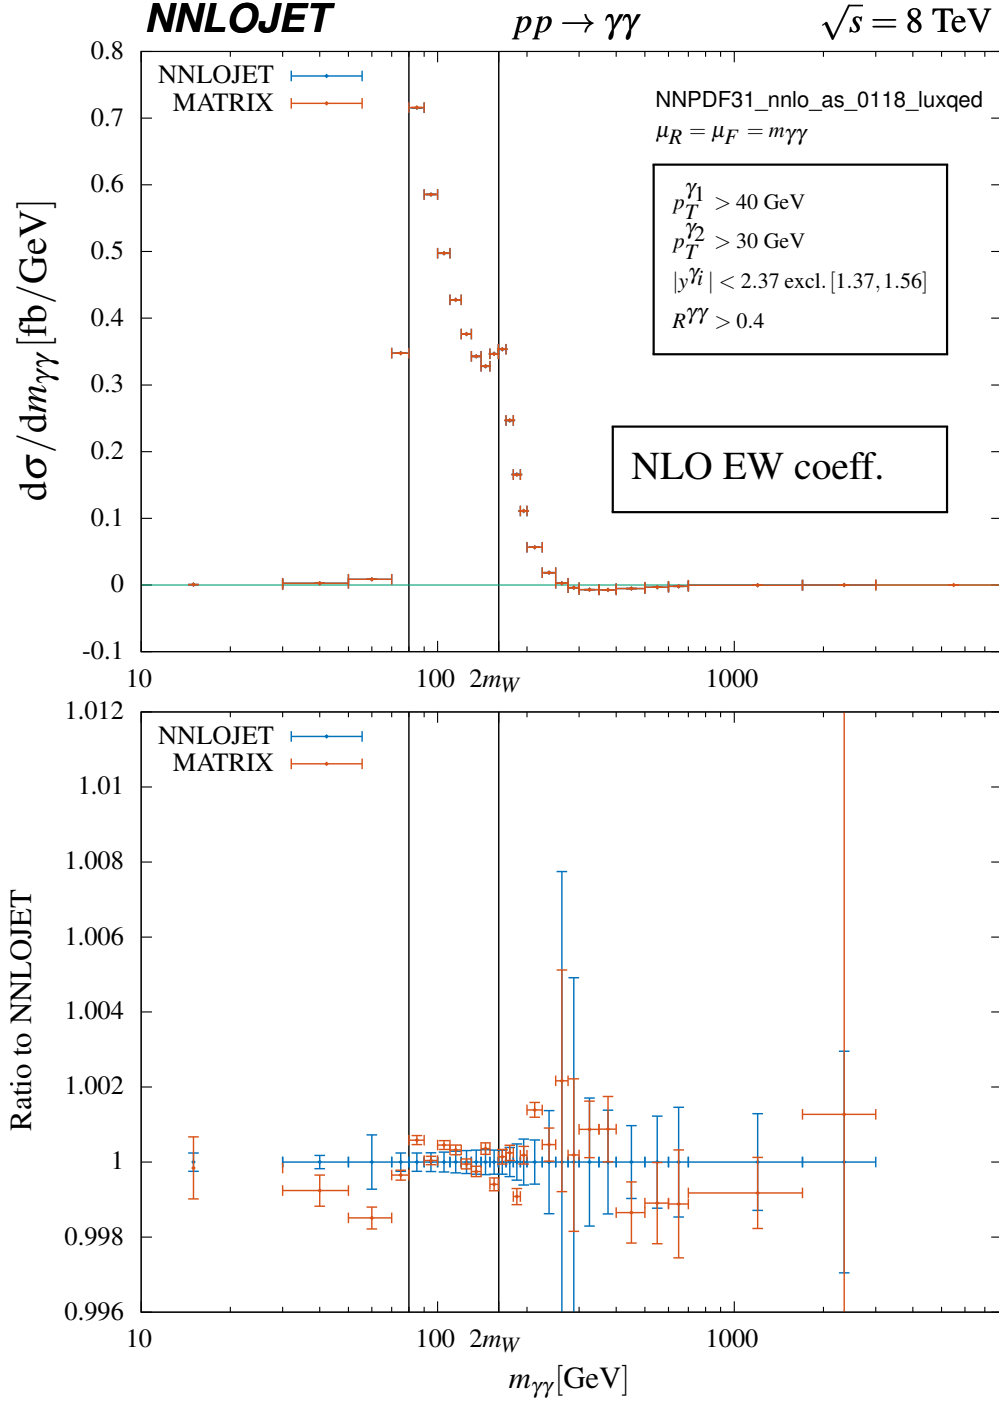 NNLOJET pp → γγ √s = 8 TeV
0.8
NNLOJET
MATRIX
NNPDF31_nnlo_as_0118_luxqed
μR = μF = mγγ
0.7
0.6
pTγ1 > 40 GeV
pTγ2 > 30 GeV
|yγi| < 2.37 excl. [1.37, 1.56]
Rγγ > 0.4
0.5
0.4
0.3
0.2
0.1
0
-0.1
dσ/dmγγ [fb/GeV]
NLO EW coeff.
10 100 2mW 1000
1.012
NNLOJET
MATRIX
1.01
1.008
1.006
1.004
1.002
1
0.998
0.996
Ratio to NNLOJET
10 100 2mW 1000
mγγ [GeV]